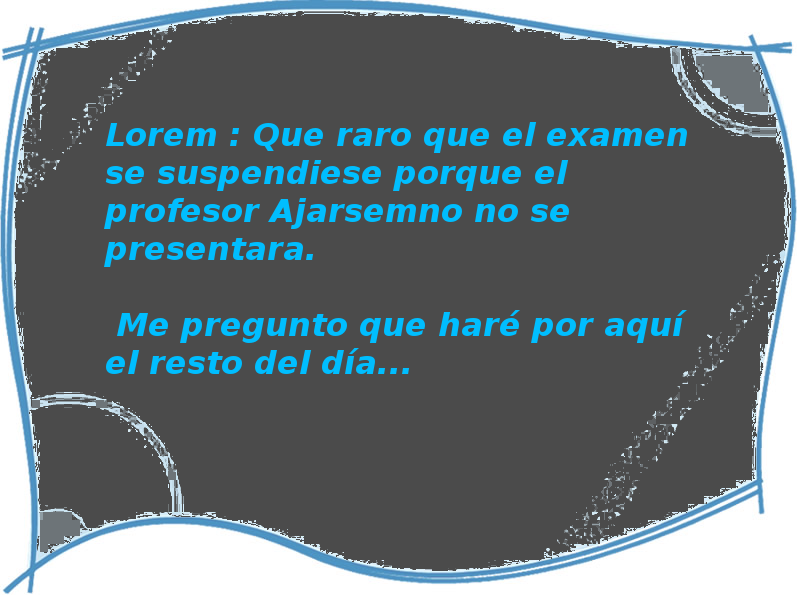 Lorem : Que raro que el examen
se suspendiese porque el
profesor Ajarsemno no se
presentara.
Me pregunto que haré por aquí
el resto del día...